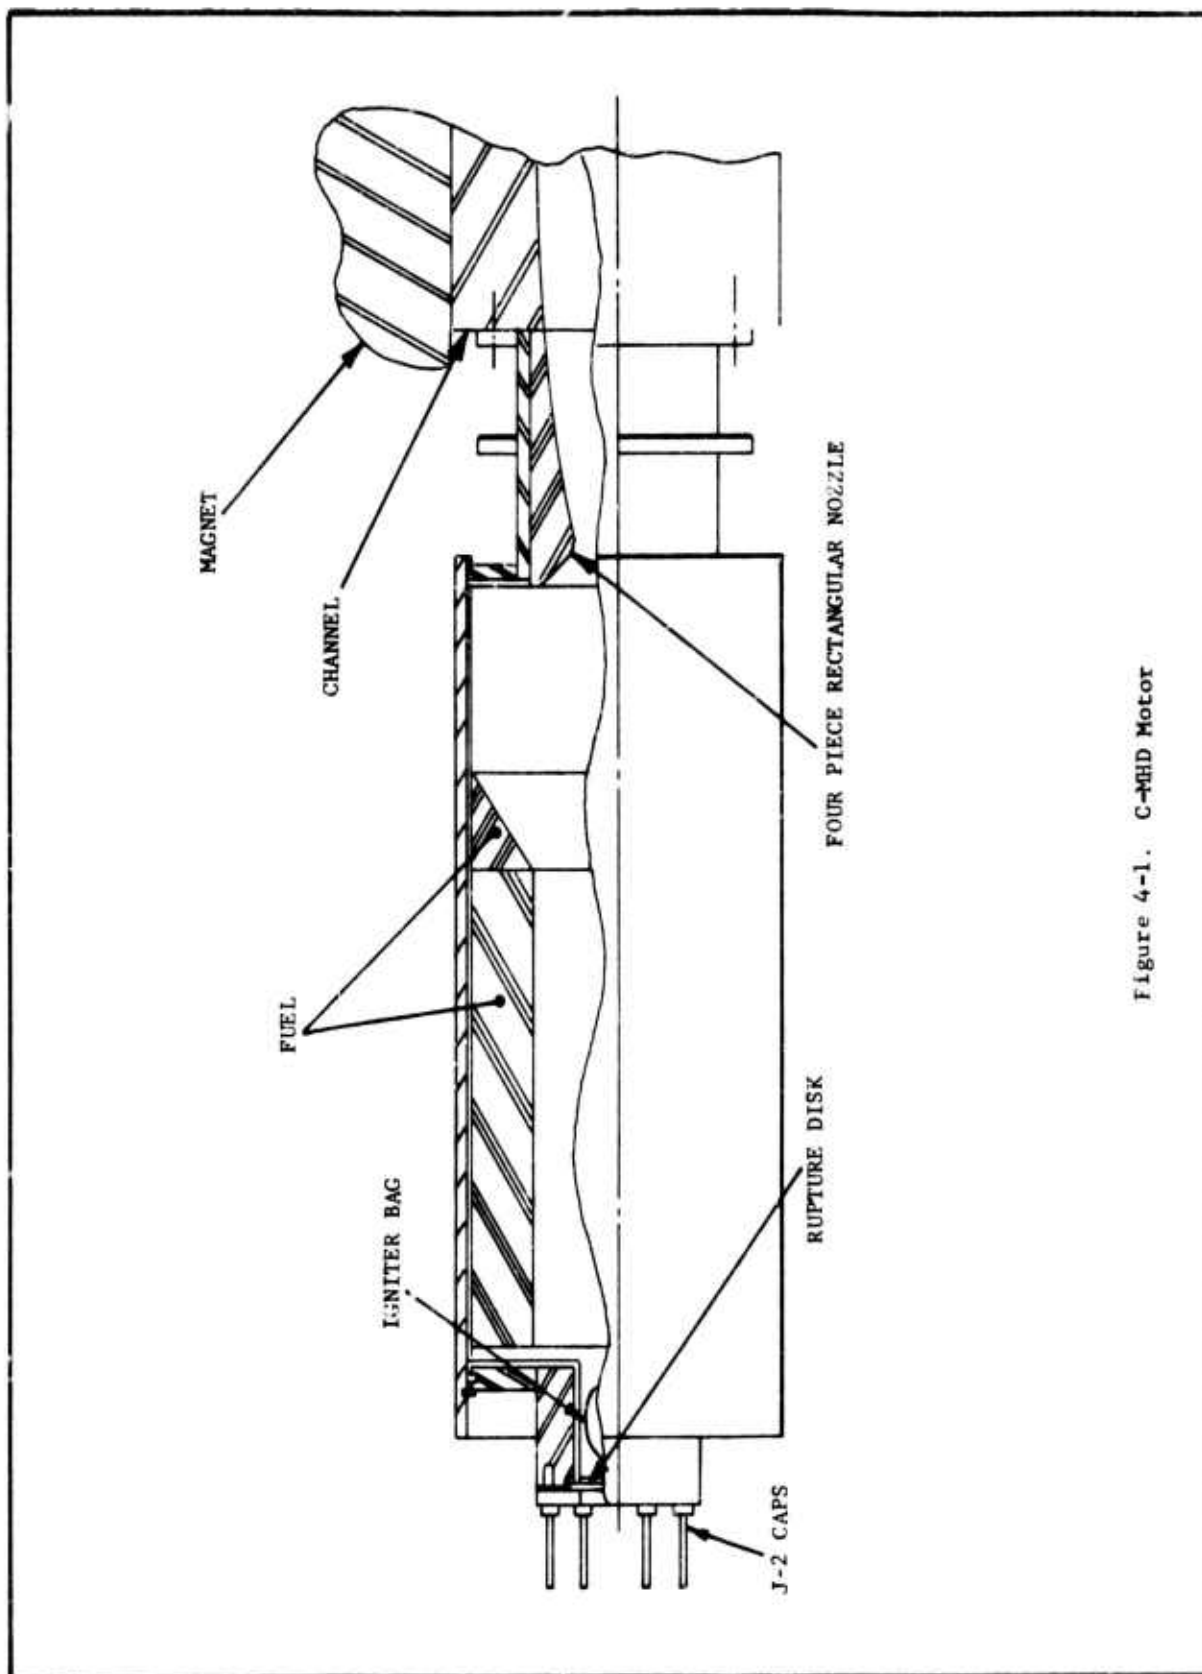 MAGNET
CHANNEL
FUEL
IGNITER BAG
FOUR PIECE RECTANGULAR NOZZLE
RUPTURE DISK
J-2 CAPS
Figure 4-1. C-MHD Motor